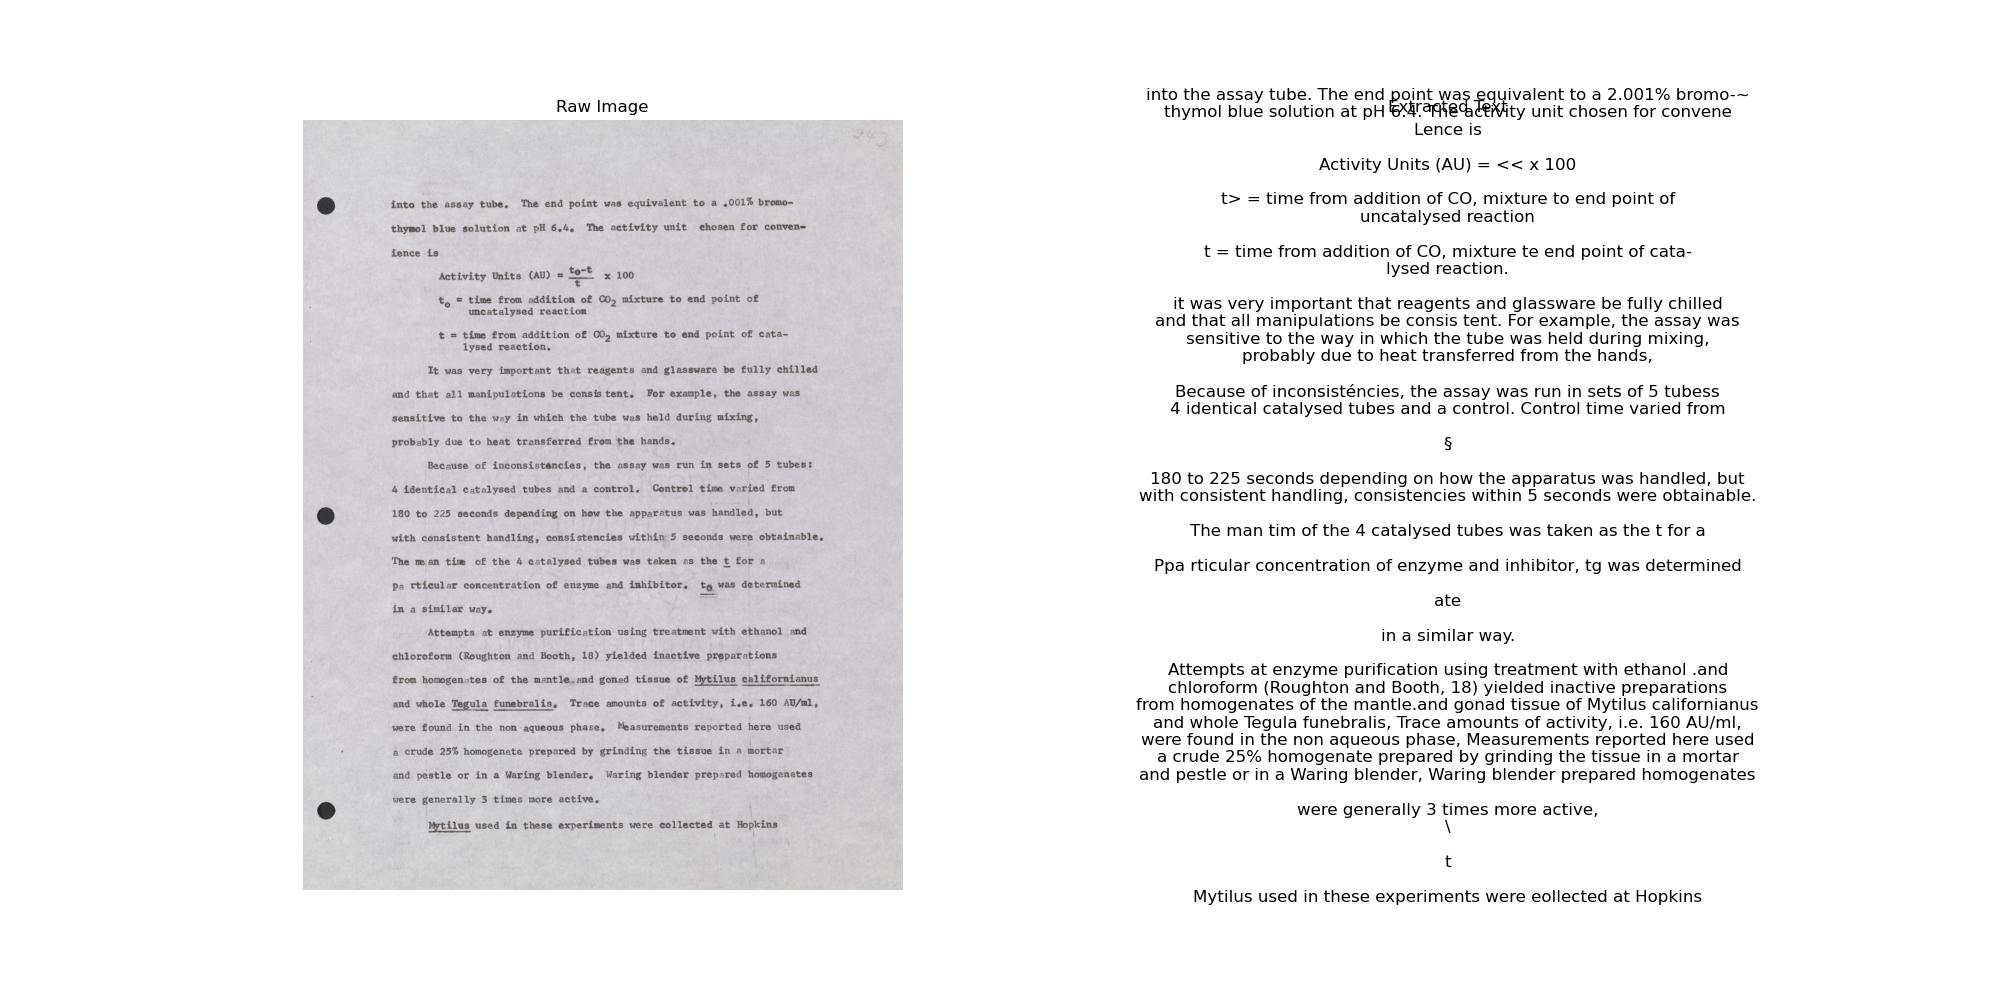 Raw Image
243
into the assay tube. The end point was equivalent to a .001% bromo-
thymol blue solution at pH 6.4. The activity unit chosen for conven-
ience is
Activity Units (AU) = to-t/t x 100
to = time from addition of CO2 mixture to end point of
uncatalysed reaction
t = time from addition of CO2 mixture to end point of cata-
lysed reaction.
It was very important that reagents and glassware be fully chilled
and that all manipulations be consis tent. For example, the assay was
sensitive to the way in which the tube was held during mixing,
probably due to heat transferred from the hands.
Because of inconsistencies, the assay was run in sets of 5 tubes:
4 identical catalysed tubes and a control. Control time varied from
180 to 225 seconds depending on how the apparatus was handled, but
with consistent handling, consistencies within 5 seconds were obtainable.
The mean time of the 4 catalysed tubes was taken as the t for a
pa rticular concentration of enzyme and inhibitor. to was determined
in a similar way.
Attempts at enzyme purification using treatment with ethanol and
chloroform (Roughton and Booth, 18) yielded inactive preparations
from homogenates of the mantle.and gonad tissue of Mytilus californianus
and whole Tegula funebralis. Trace amounts of activity, i.e. 160 AU/ml,
were found in the non aqueous phase. Measurements reported here used
a crude 25% homogenate prepared by grinding the tissue in a mortar
and pestle or in a Waring blender. Waring blender prepared homogenates
were generally 3 times more active.
Mytilus used in these experiments were collected at Hopkins
Extracted Text
into the assay tube. The end point was equivalent to a 2.001% bromo-~
thymol blue solution at pH 6.4. The activity unit chosen for convene
Lence is
Activity Units (AU) = << x 100
t> = time from addition of CO, mixture to end point of
uncatalysed reaction
t = time from addition of CO, mixture te end point of cata-
lysed reaction.
it was very important that reagents and glassware be fully chilled
and that all manipulations be consis tent. For example, the assay was
sensitive to the way in which the tube was held during mixing,
probably due to heat transferred from the hands,
Because of inconsisténcies, the assay was run in sets of 5 tubess
4 identical catalysed tubes and a control. Control time varied from
§
180 to 225 seconds depending on how the apparatus was handled, but
with consistent handling, consistencies within 5 seconds were obtainable.
The man tim of the 4 catalysed tubes was taken as the t for a
Ppa rticular concentration of enzyme and inhibitor, tg was determined
ate
in a similar way.
Attempts at enzyme purification using treatment with ethanol .and
chloroform (Roughton and Booth, 18) yielded inactive preparations
from homogenates of the mantle.and gonad tissue of Mytilus californianus
and whole Tegula funebralis, Trace amounts of activity, i.e. 160 AU/ml,
were found in the non aqueous phase, Measurements reported here used
a crude 25% homogenate prepared by grinding the tissue in a mortar
and pestle or in a Waring blender, Waring blender prepared homogenates
were generally 3 times more active,
\
t
Mytilus used in these experiments were eollected at Hopkins